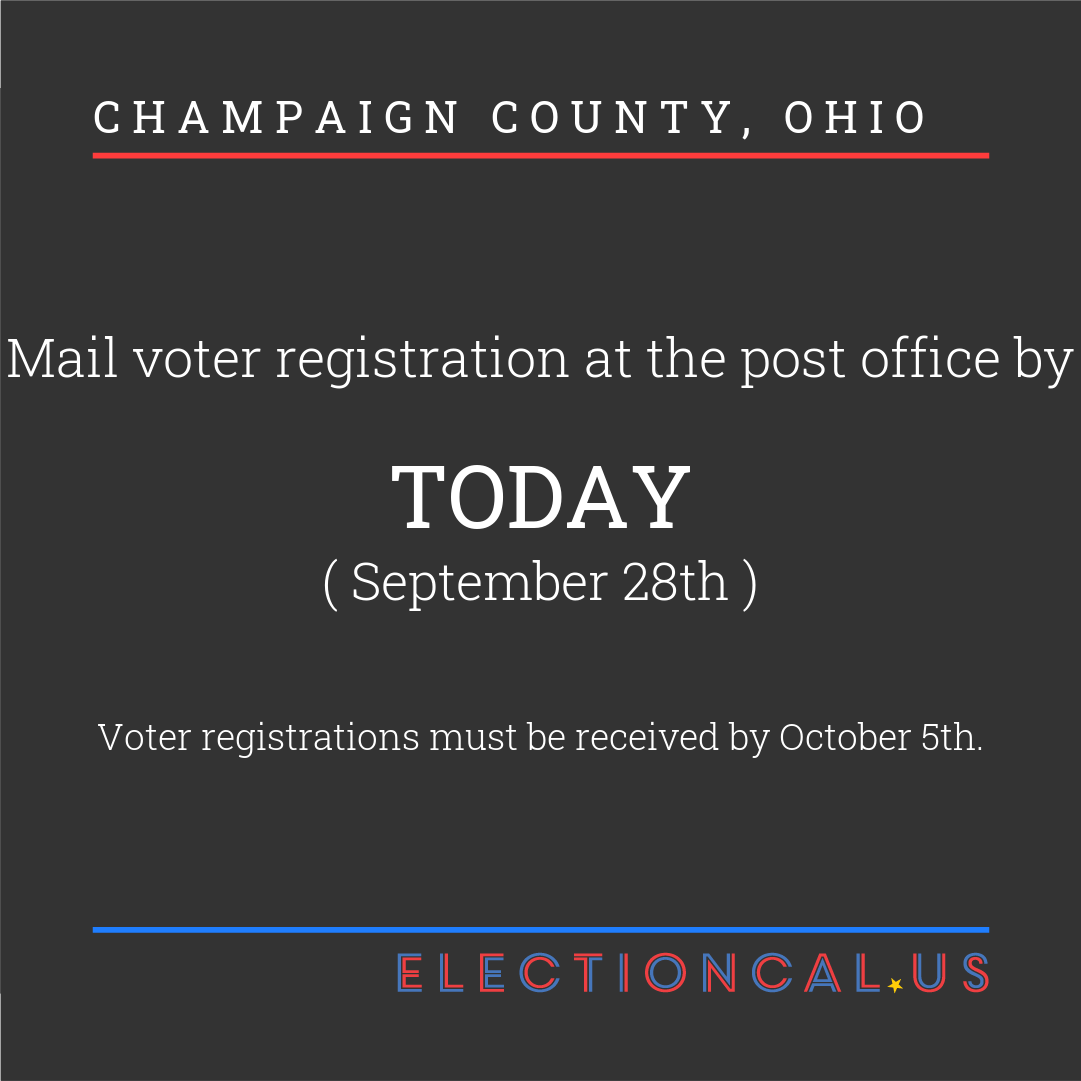 CHAMPAIGN COUNTY, OHIO
Mail voter registration at the post office by
TODAY
( September 28th )
Voter registrations must be received by October 5th.
ELECTIONCAL.US